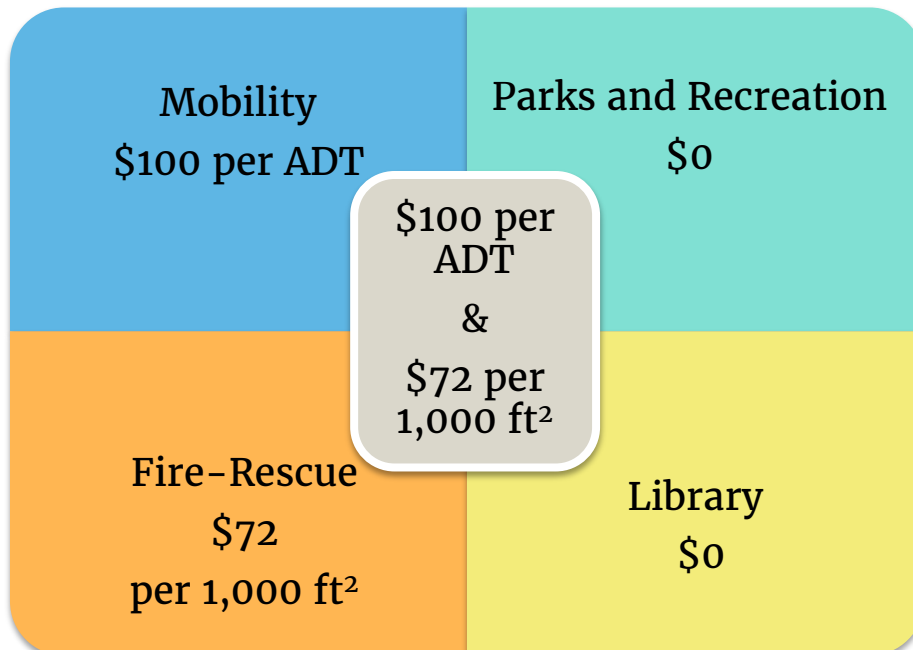 Mobility
$100 per ADT
Parks and Recreation
$0
$100 per
ADT
&
$72 per
1,000 ft²
Fire-Rescue
$72
per 1,000 ft²
Library
$0